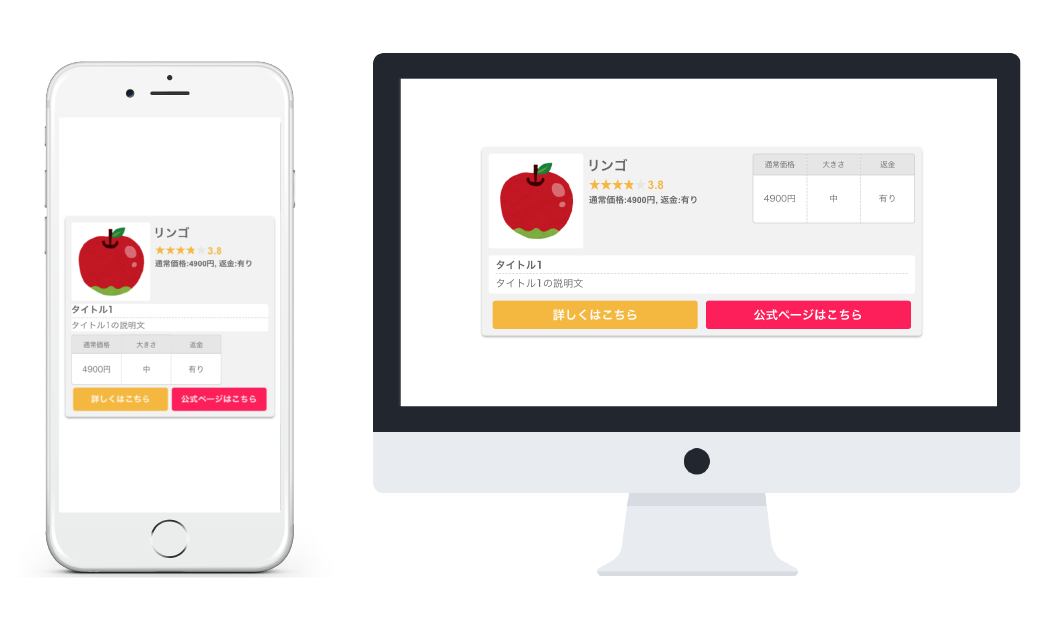 リンゴ
★★★★★3.8
通常価格:4900円, 返金:有り
タイトル1
タイトル1の説明文
通常価格 大きさ 返金
4900円 中 有り
詳しくはこちら 公式ページはこちら
リンゴ
★★★★★3.8
通常価格:4900円, 返金:有り
通常価格 大きさ 返金
4900円 中 有り
タイトル1
タイトル1の説明文
詳しくはこちら 公式ページはこちら